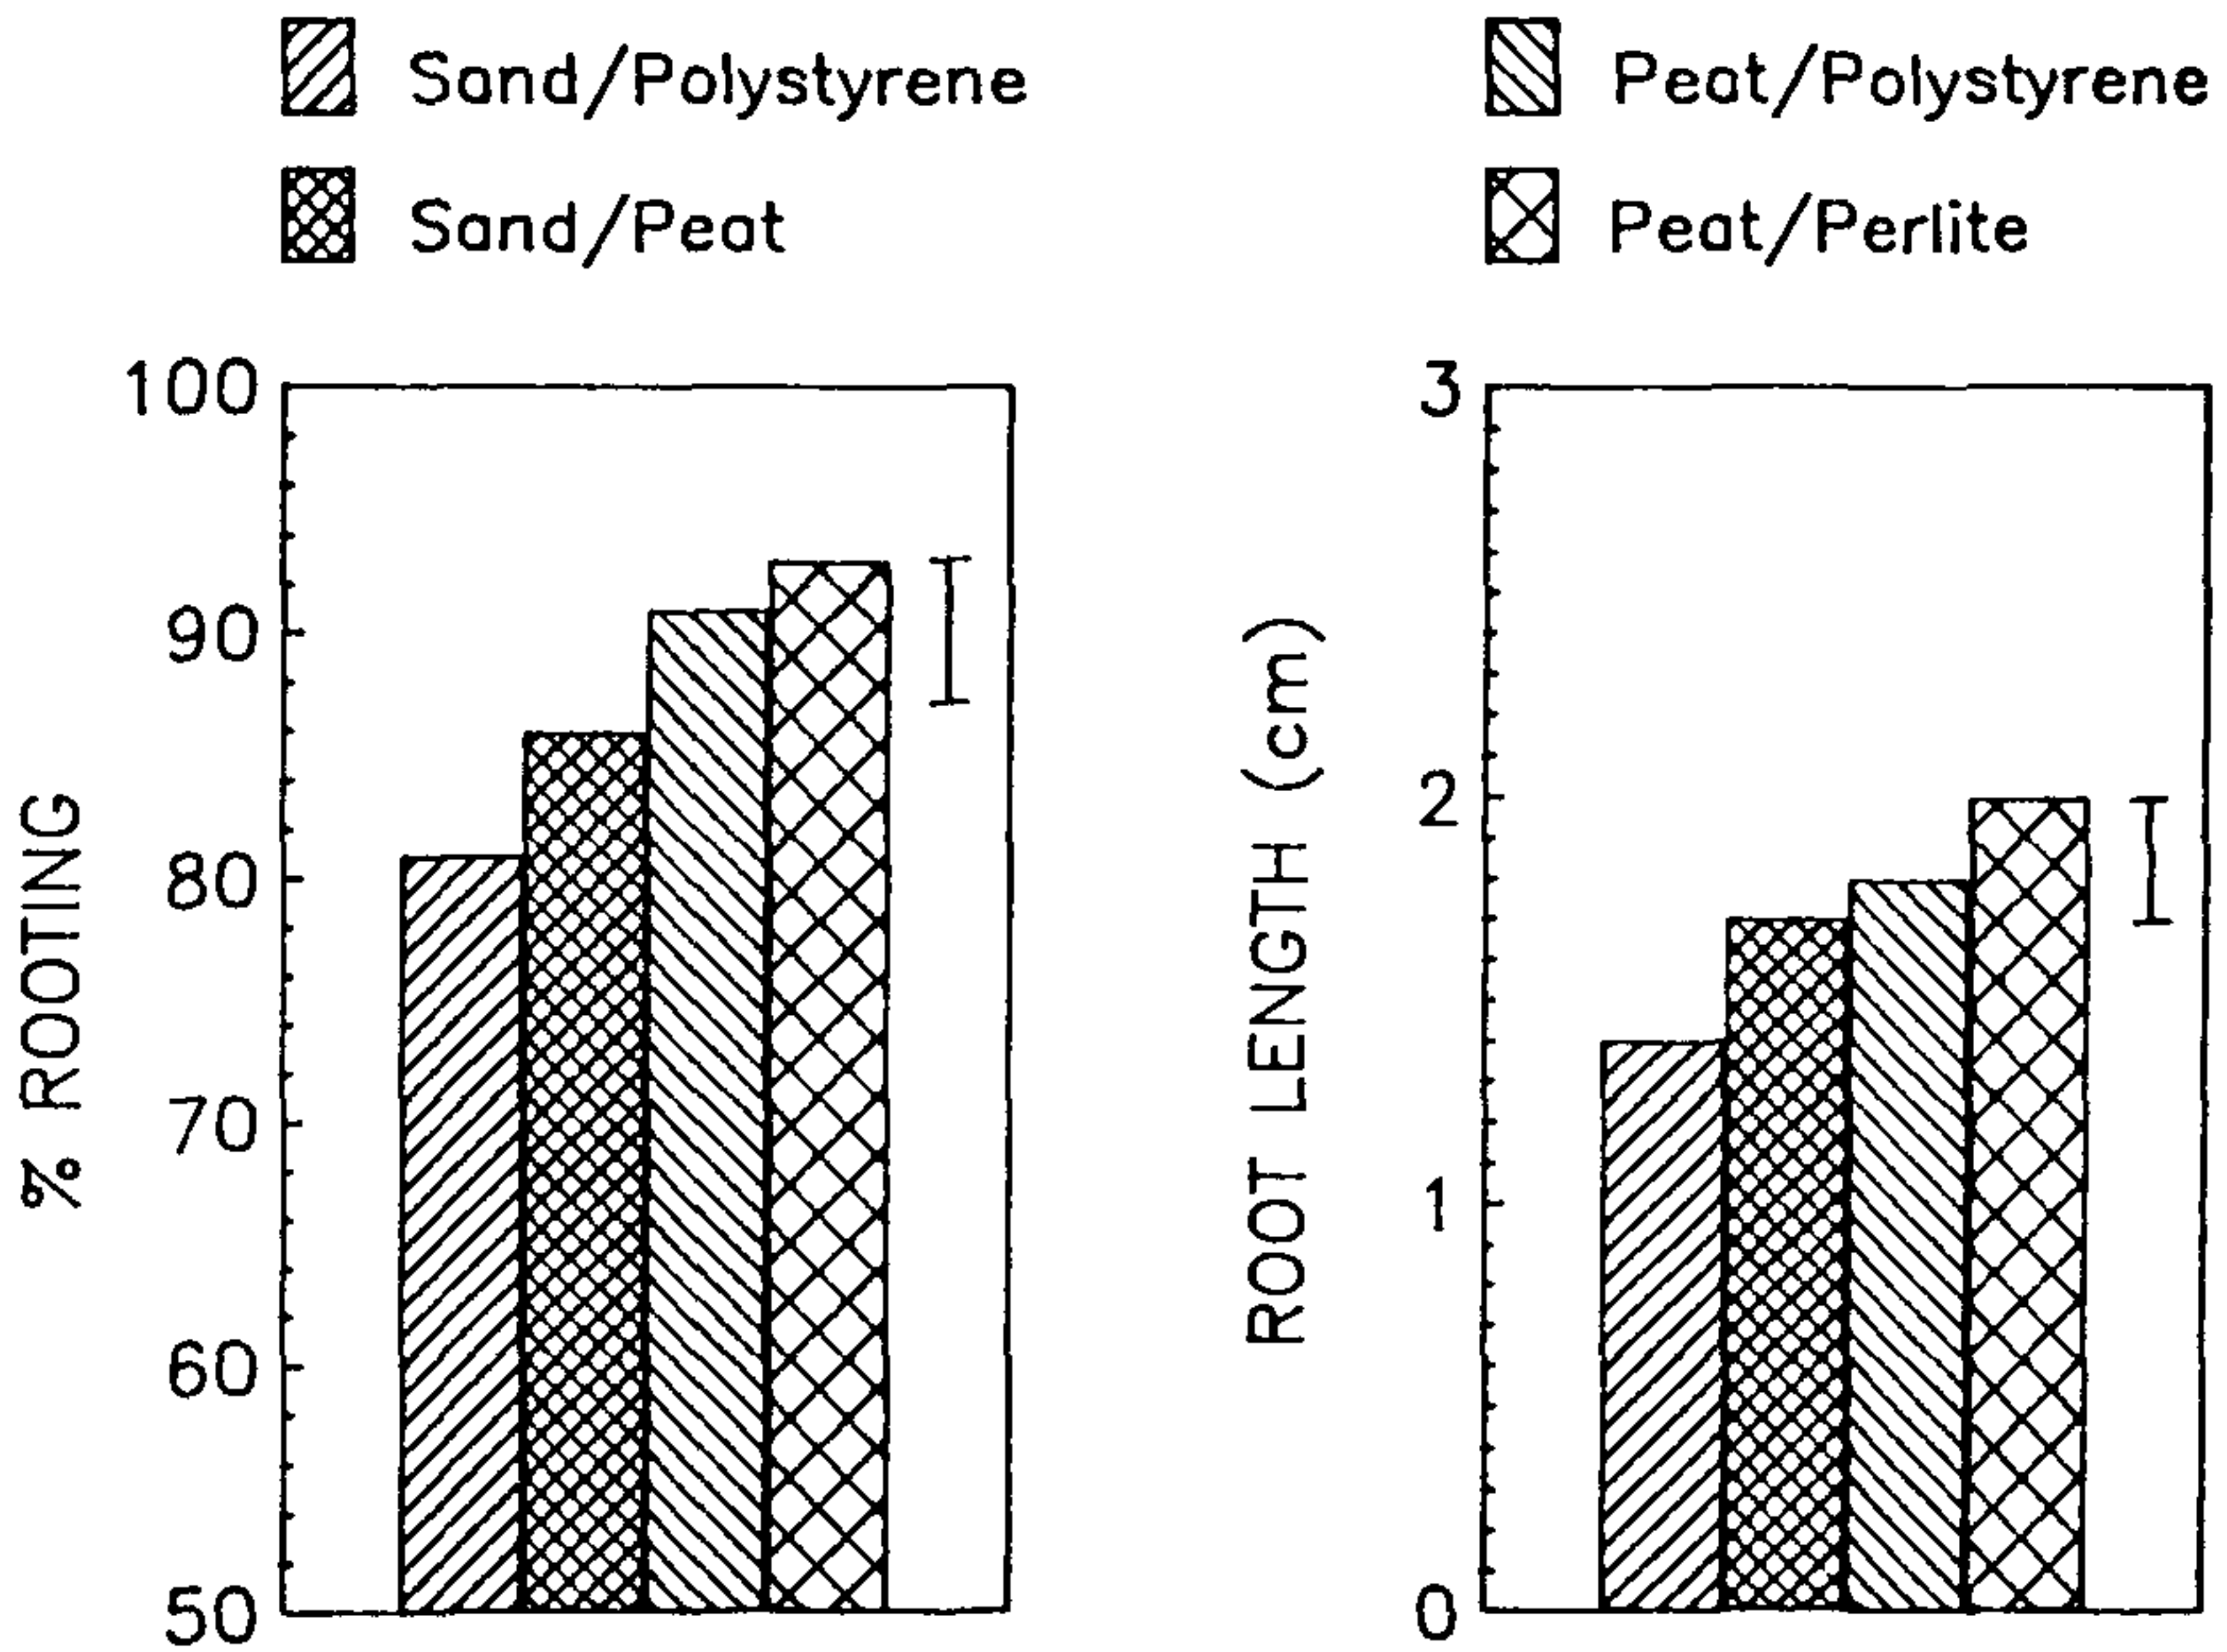 Sand/Polystyrene
Peat/Polystyrene
Sand/Peat
Peat/Perlite
% ROOTING
100
90
80
70
60
50
ROOT LENGTH (cm)
3
2
1
0